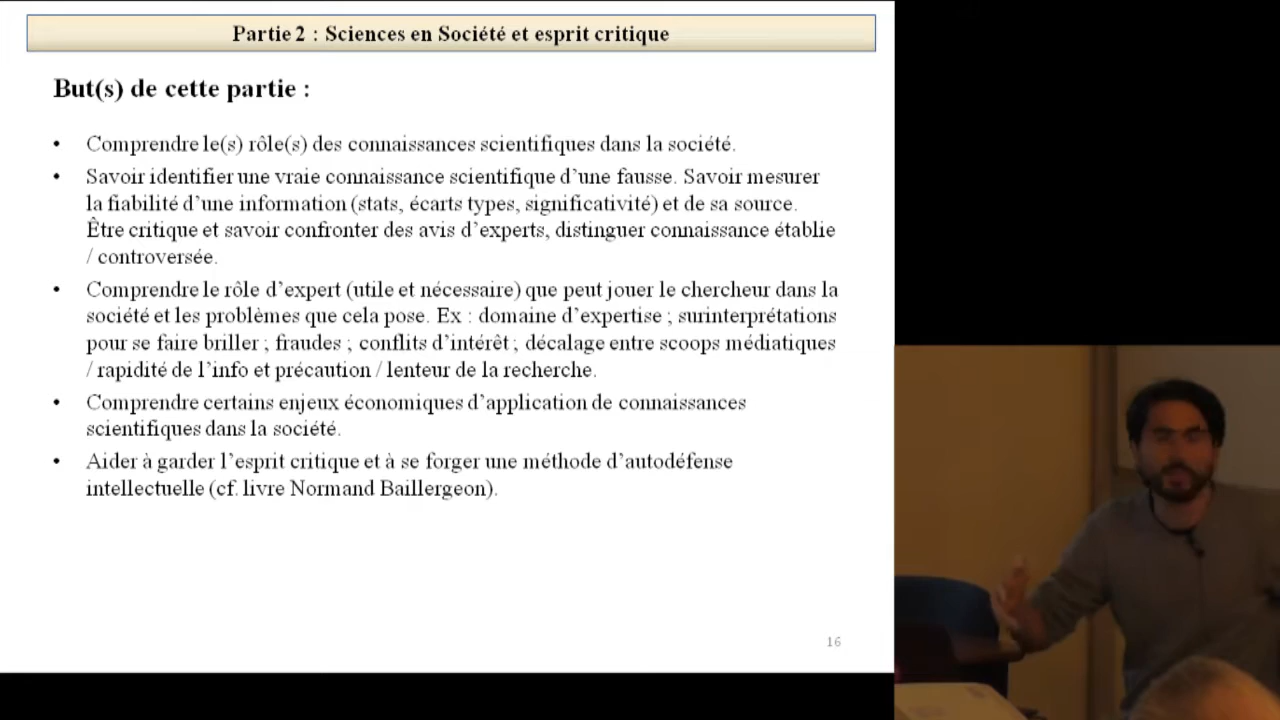 Partie 2 : Sciences en Société et esprit critique
But(s) de cette partie :
• Comprendre le(s) rôle(s) des connaissances scientifiques dans la société.
• Savoir identifier une vraie connaissance scientifique d’une fausse. Savoir mesurer
la fiabilité d’une information (stats, écarts types, significativité) et de sa source.
Être critique et savoir confronter des avis d’experts, distinguer connaissance établie
/ controversée.
• Comprendre le rôle d’expert (utile et nécessaire) que peut jouer le chercheur dans la
société et les problèmes que cela pose. Ex : domaine d’expertise ; surinterprétations
pour se faire briller ; fraudes ; conflits d’intérêt ; décalage entre scoops médiatiques
/ rapidité de l’info et précaution / lenteur de la recherche.
• Comprendre certains enjeux économiques d’application de connaissances
scientifiques dans la société.
• Aider à garder l’esprit critique et à se forger une méthode d’autodéfense
intellectuelle (cf. livre Normand Baillergeon).
16